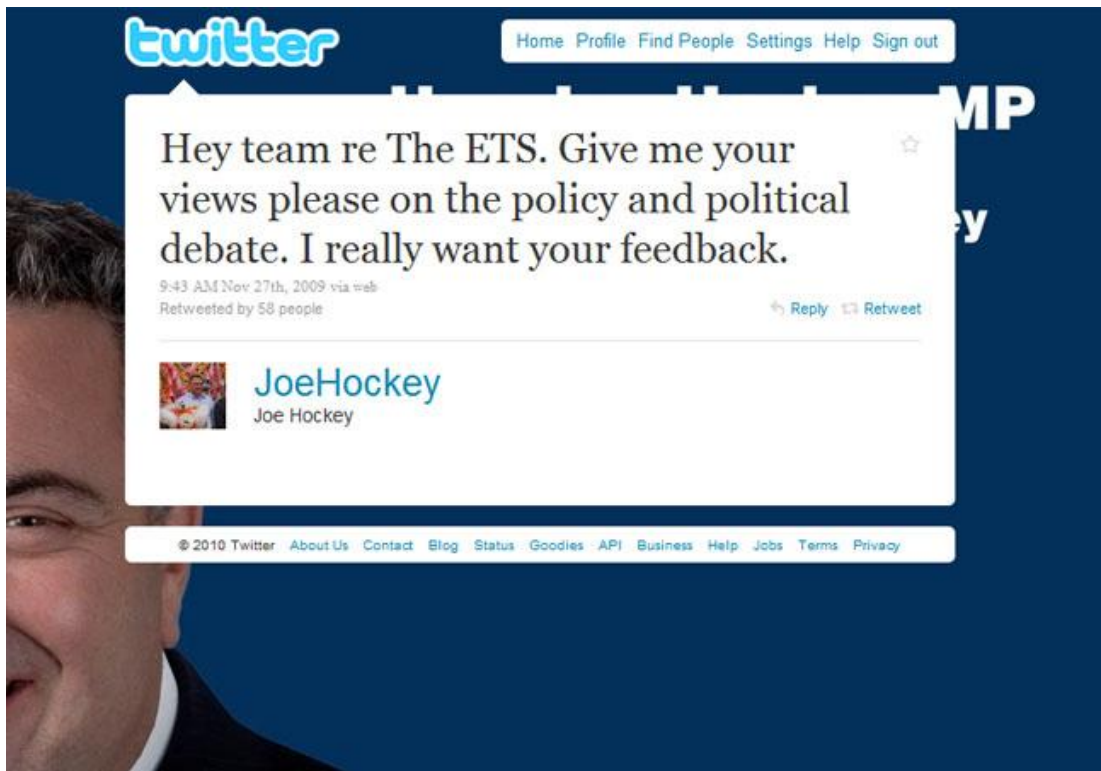 twitter
Home Profile Find People Settings Help Sign out
MP
Hey team re The ETS. Give me your
views please on the policy and political
debate. I really want your feedback.
9:43 AM Nov 27th, 2009 via web
Retweeted by 58 people
Reply Retweet
JoeHockey
Joe Hockey
© 2010 Twitter About Us Contact Blog Status Goodies API Business Help Jobs Terms Privacy